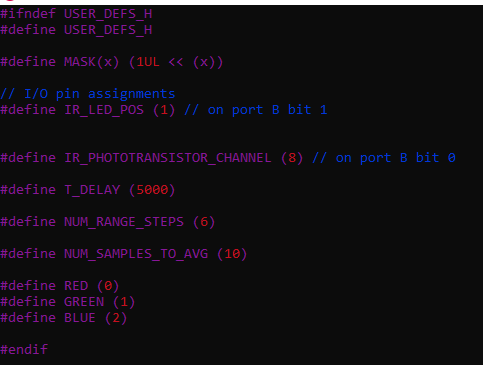 #ifndef USER_DEFS_H
#define USER_DEFS_H
#define MASK(x) (1UL << (x))
// I/O pin assignments
#define IR_LED_POS (1) // on port B bit 1
#define IR_PHOTOTRANSISTOR_CHANNEL (8) // on port B bit 0
#define T_DELAY (5000)
#define NUM_RANGE_STEPS (6)
#define NUM_SAMPLES_TO_AVG (10)
#define RED (0)
#define GREEN (1)
#define BLUE (2)
#endif